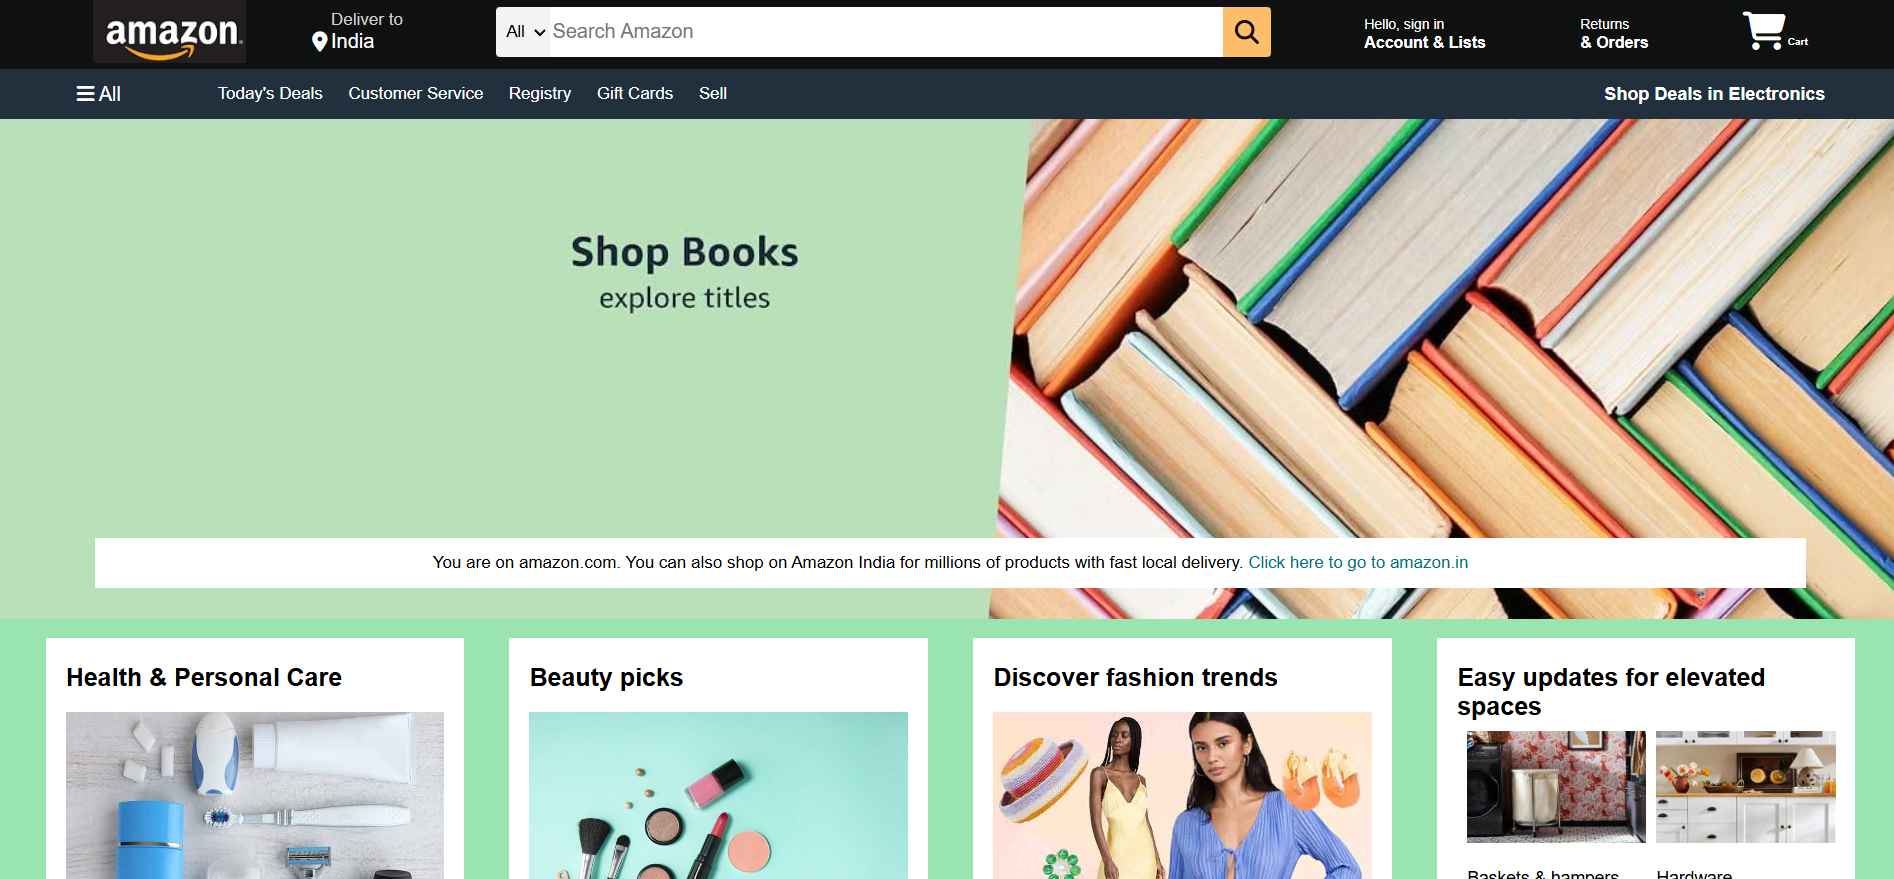 amazon
Deliver to
India
All
Search Amazon
Hello, sign in
Account & Lists
Returns
& Orders
Cart
All
Today's Deals
Customer Service
Registry
Gift Cards
Sell
Shop Deals in Electronics
Shop Books
explore titles
You are on amazon.com. You can also shop on Amazon India for millions of products with fast local delivery. Click here to go to amazon.in
Health & Personal Care
Beauty picks
Discover fashion trends
Easy updates for elevated
spaces
Baskets & hampers
Hardware